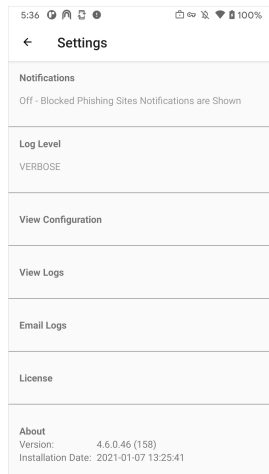 5:36
100%
Settings
Notifications
Off - Blocked Phishing Sites Notifications are Shown
Log Level
VERBOSE
View Configuration
View Logs
Email Logs
License
About
Version: 4.6.0.46 (158)
Installation Date: 2021-01-07 13:25:41